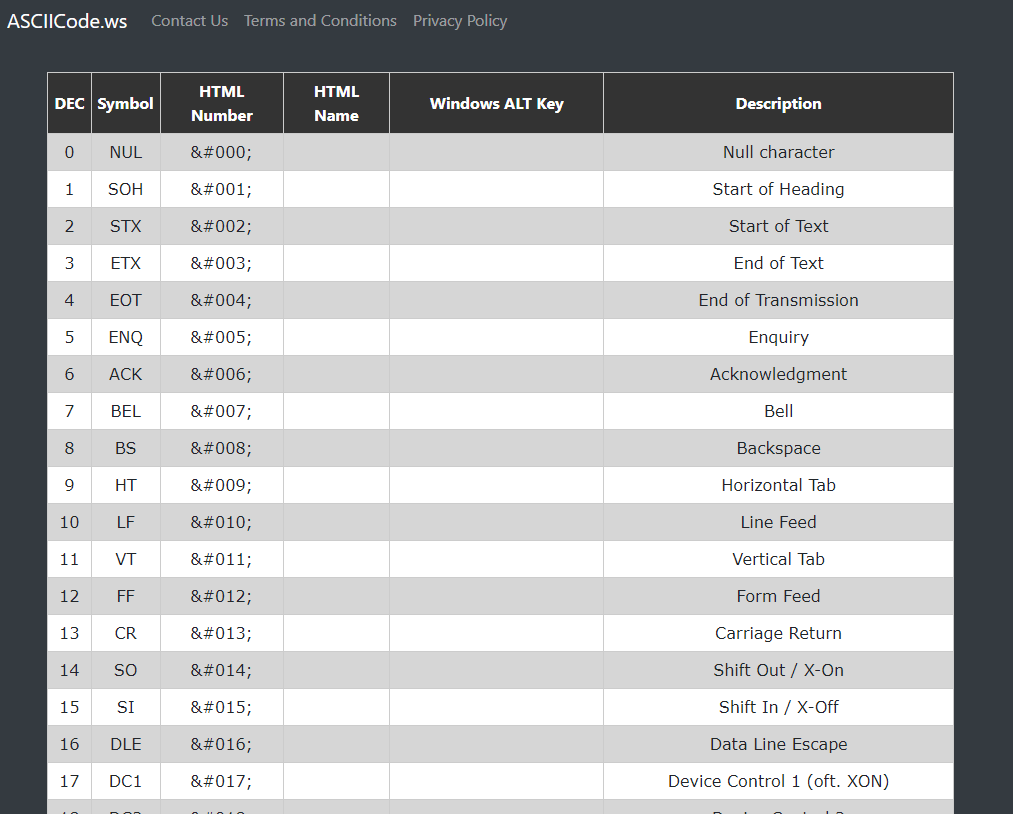 ASCIICode.ws Contact Us Terms and Conditions Privacy Policy
DEC Symbol HTML Number HTML Name Windows ALT Key Description
0 NUL &#000; Null character
1 SOH &#001; Start of Heading
2 STX &#002; Start of Text
3 ETX &#003; End of Text
4 EOT &#004; End of Transmission
5 ENQ &#005; Enquiry
6 ACK &#006; Acknowledgment
7 BEL &#007; Bell
8 BS &#008; Backspace
9 HT &#009; Horizontal Tab
10 LF &#010; Line Feed
11 VT &#011; Vertical Tab
12 FF &#012; Form Feed
13 CR &#013; Carriage Return
14 SO &#014; Shift Out / X-On
15 SI &#015; Shift In / X-Off
16 DLE &#016; Data Line Escape
17 DC1 &#017; Device Control 1 (oft. XON)